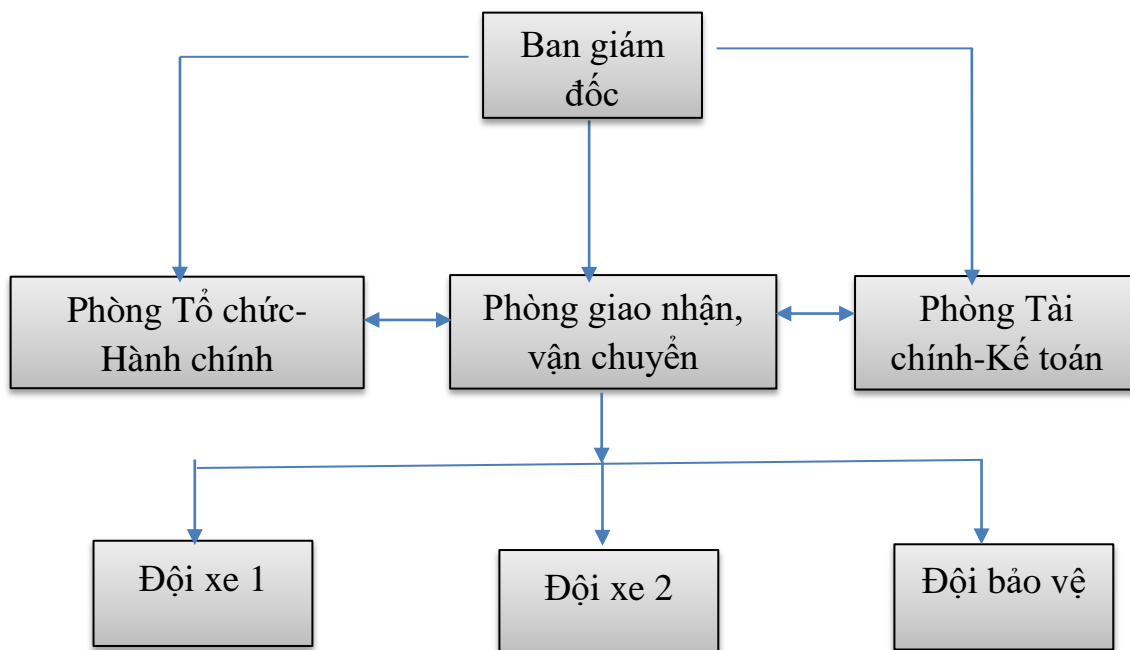 Ban giám
đốc
Phòng Tổ chức-
Hành chính
Phòng giao nhận,
vận chuyển
Phòng Tài
chính-Kế toán
Đội xe 1
Đội xe 2
Đội bảo vệ